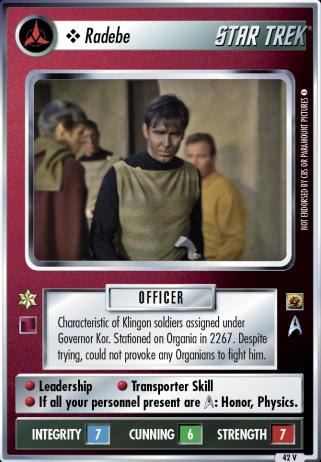 ❖ Radebe
STAR TREK
NOT ENDORSED BY CBS OR PARAMOUNT PICTURES
OFFICER
Characteristic of Klingon soldiers assigned under
Governor Kor. Stationed on Organia in 2267. Despite
trying, could not provoke any Organians to fight him.
Leadership Transporter Skill
If all your personnel present are : Honor, Physics.
INTEGRITY 7 CUNNING 6 STRENGTH 7
42 V